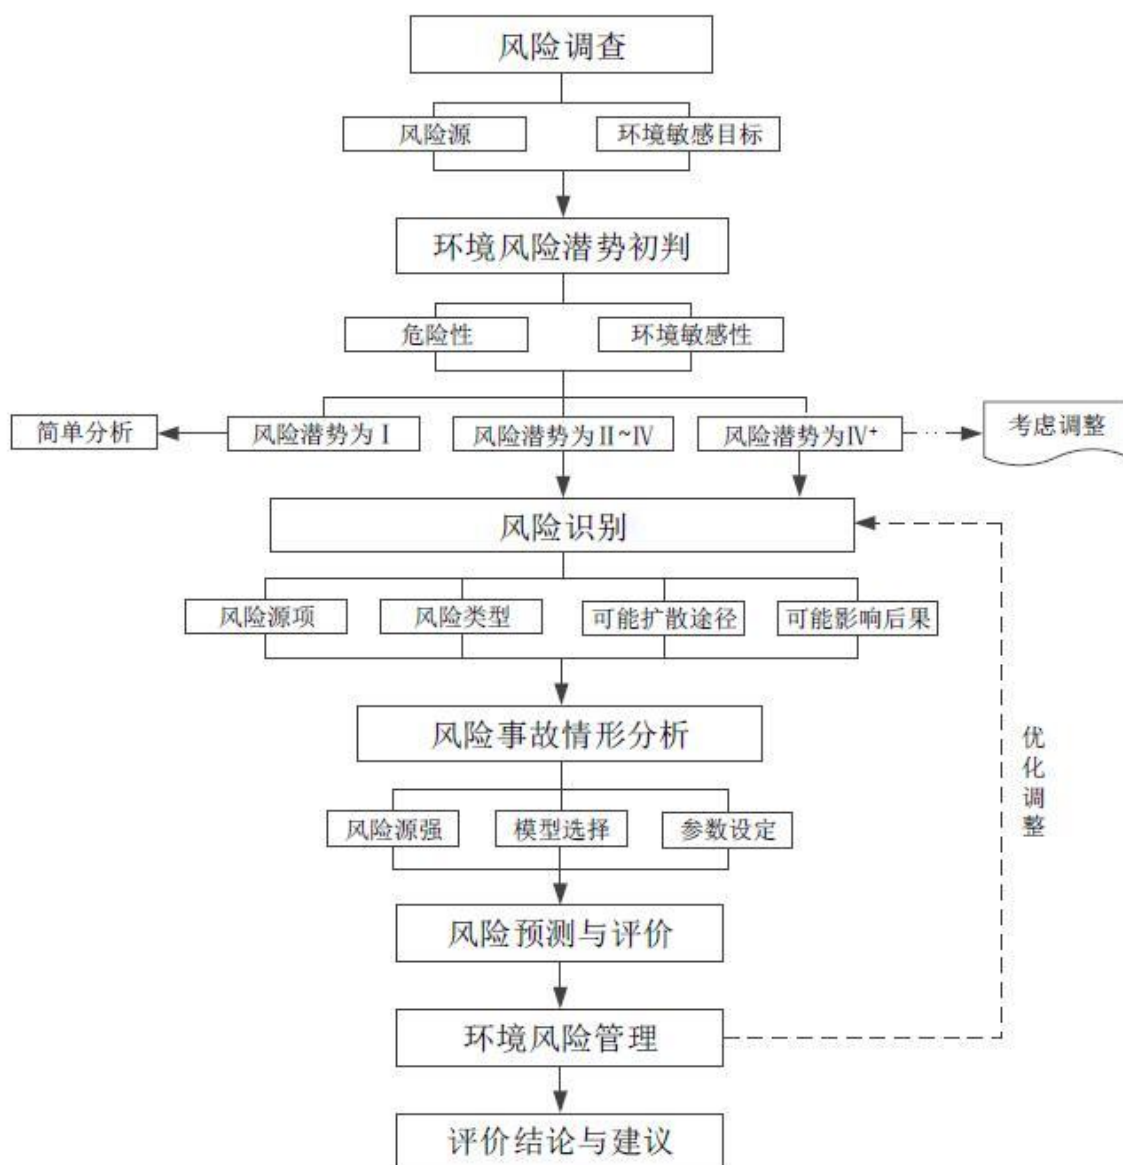 风险调查
风险源
环境敏感目标
环境风险潜势初判
危险性
环境敏感性
简单分析
风险潜势为Ⅰ
风险潜势为Ⅱ~Ⅳ
风险潜势为Ⅳ⁺
考虑调整
风险识别
风险源项
风险类型
可能扩散途径
可能影响后果
风险事故情形分析
优化调整
风险源强
模型选择
参数设定
风险预测与评价
环境风险管理
评价结论与建议